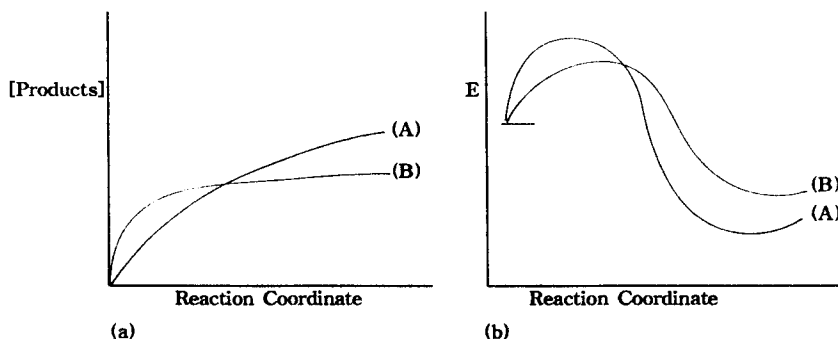 [Products]
(A)
(B)
Reaction Coordinate
(a)
E
(B)
(A)
Reaction Coordinate
(b)